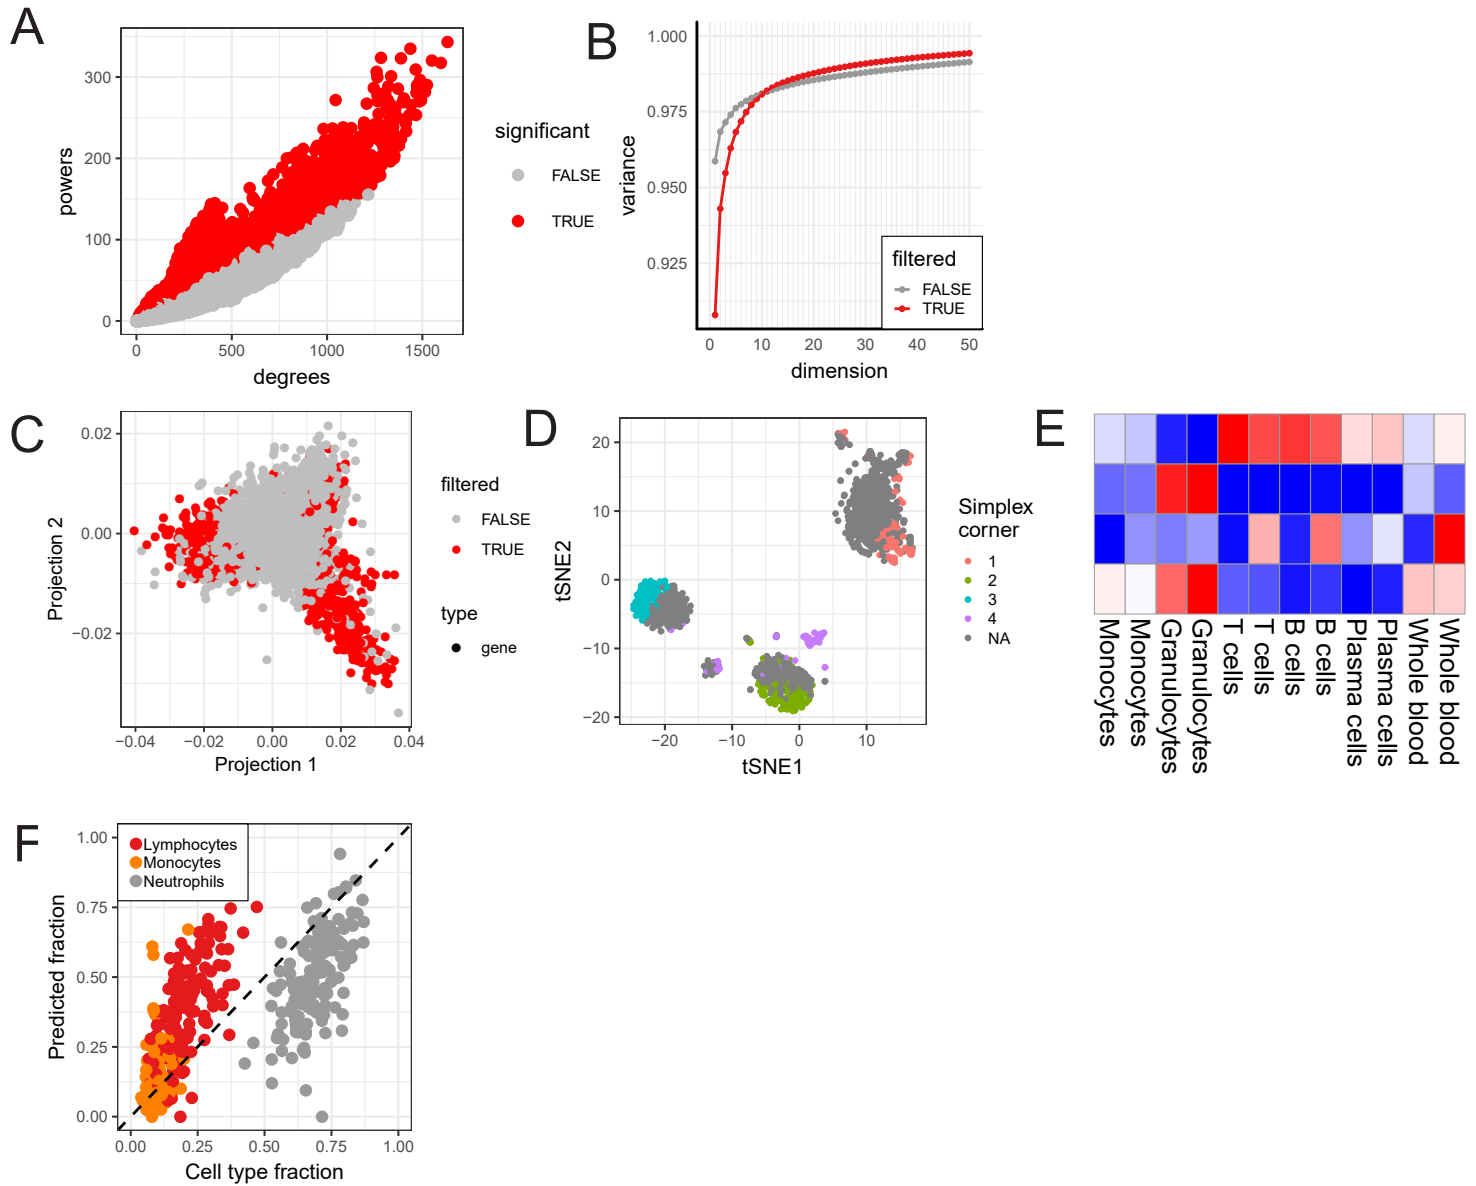 A
powers
300
200
100
0
0 500 1000 1500
degrees
significant
FALSE
TRUE
B
variance
1.000
0.975
0.950
0.925
0 10 20 30 40 50
dimension
filtered
FALSE
TRUE
C
Projection 2
0.02
0.00
−0.02
−0.04 −0.02 0.00 0.02 0.04
Projection 1
filtered
FALSE
TRUE
type
gene
D
tSNE2
20
10
0
−10
−20
−20 −10 0 10
tSNE1
Simplex
corner
1
2
3
4
NA
E
Monocytes
Monocytes
Granulocytes
Granulocytes
T cells
T cells
B cells
B cells
Plasma cells
Plasma cells
Whole blood
Whole blood
F
Predicted fraction
1.00
0.75
0.50
0.25
0.00
0.00 0.25 0.50 0.75 1.00
Cell type fraction
Lymphocytes
Monocytes
Neutrophils